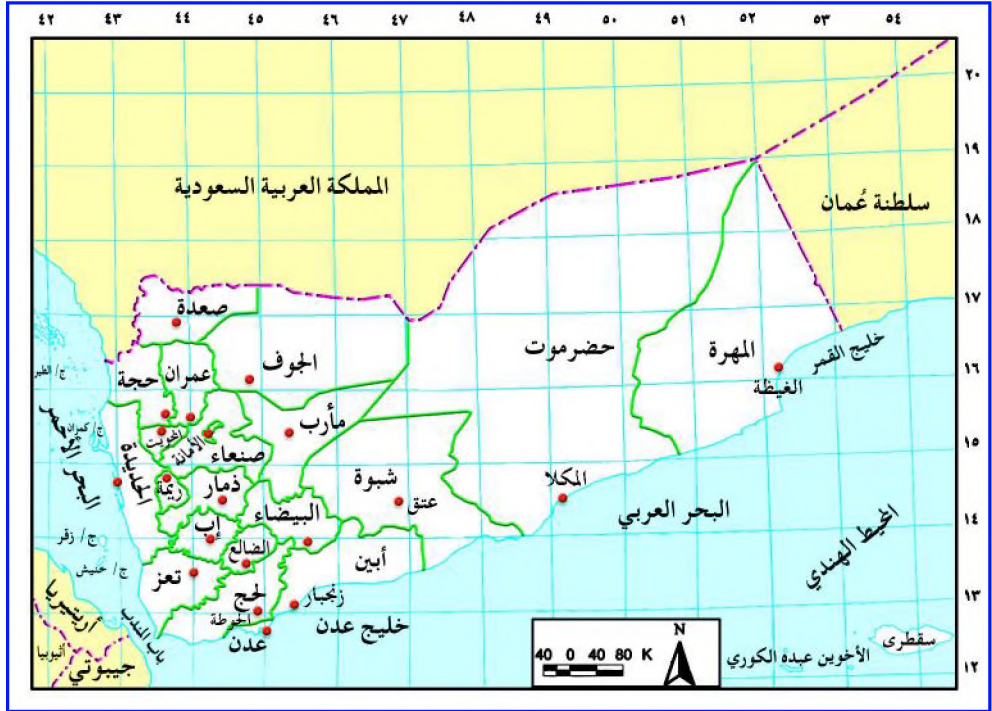 ٤٢ ٤٣ ٤٤ ٤٥ ٤٦ ٤٧ ٤٨ ٤٩ ٥٠ ٥١ ٥٢ ٥٣ ٥٤
٢٠
١٩
١٨
١٧
١٦
١٥
١٤
١٣
١٢
المملكة العربية السعودية
سلطنة عُمان
صعدة
الجوف
حضرموت
المهرة
خليج القمر
الغيظة
حجة
عمران
مأرب
المحويت
الأمانة
صنعاء
ج/ الطير
ج/ كمران
البحر الأحمر
الحديدة
ريمة
ذمار
شبوة
عتق
المكلا
البحر العربي
المحيط الهندي
البيضاء
إب
الضالع
أبين
ج/ زقر
ج/ حنيش
تعز
لحج
الحوطة
زنجبار
عدن
خليج عدن
باب المندب
أريتيريا
أثيوبيا
جيبوتي
N
40 0 40 80 K
سقطرى
الأخوين عبده الكوري